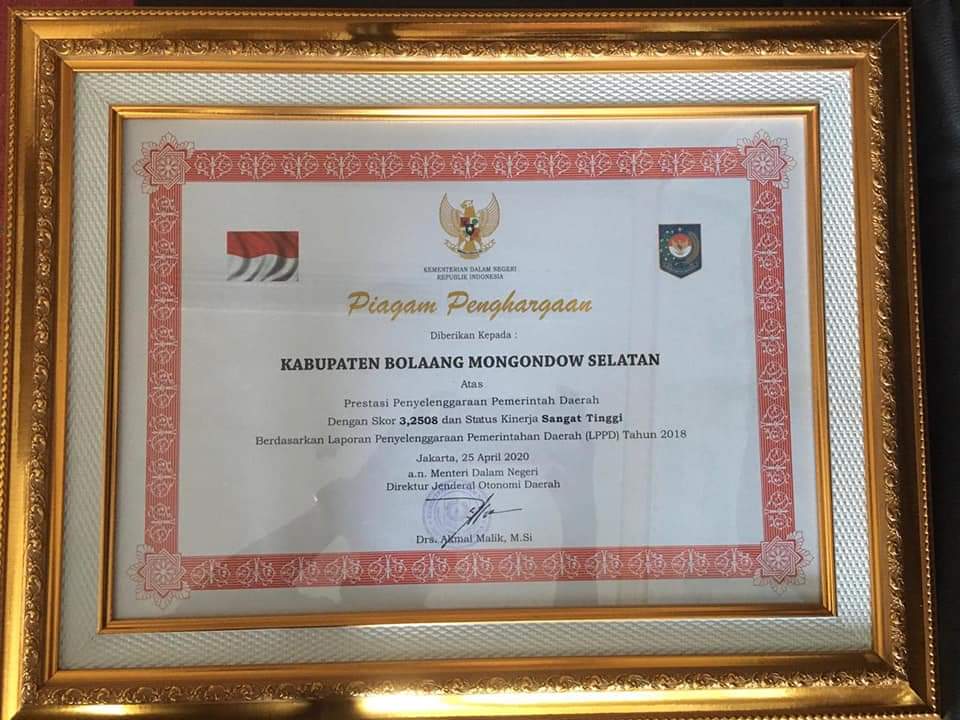 KEMENTERIAN DALAM NEGERI
REPUBLIK INDONESIA
Piagam Penghargaan
Diberikan Kepada :
KABUPATEN BOLAANG MONGONDOW SELATAN
Atas
Prestasi Penyelenggaraan Pemerintah Daerah
Dengan Skor 3,2508 dan Status Kinerja Sangat Tinggi
Berdasarkan Laporan Penyelenggaraan Pemerintahan Daerah (LPPD) Tahun 2018
Jakarta, 25 April 2020
a.n. Menteri Dalam Negeri
Direktur Jenderal Otonomi Daerah
Drs. Akmal Malik, M.Si